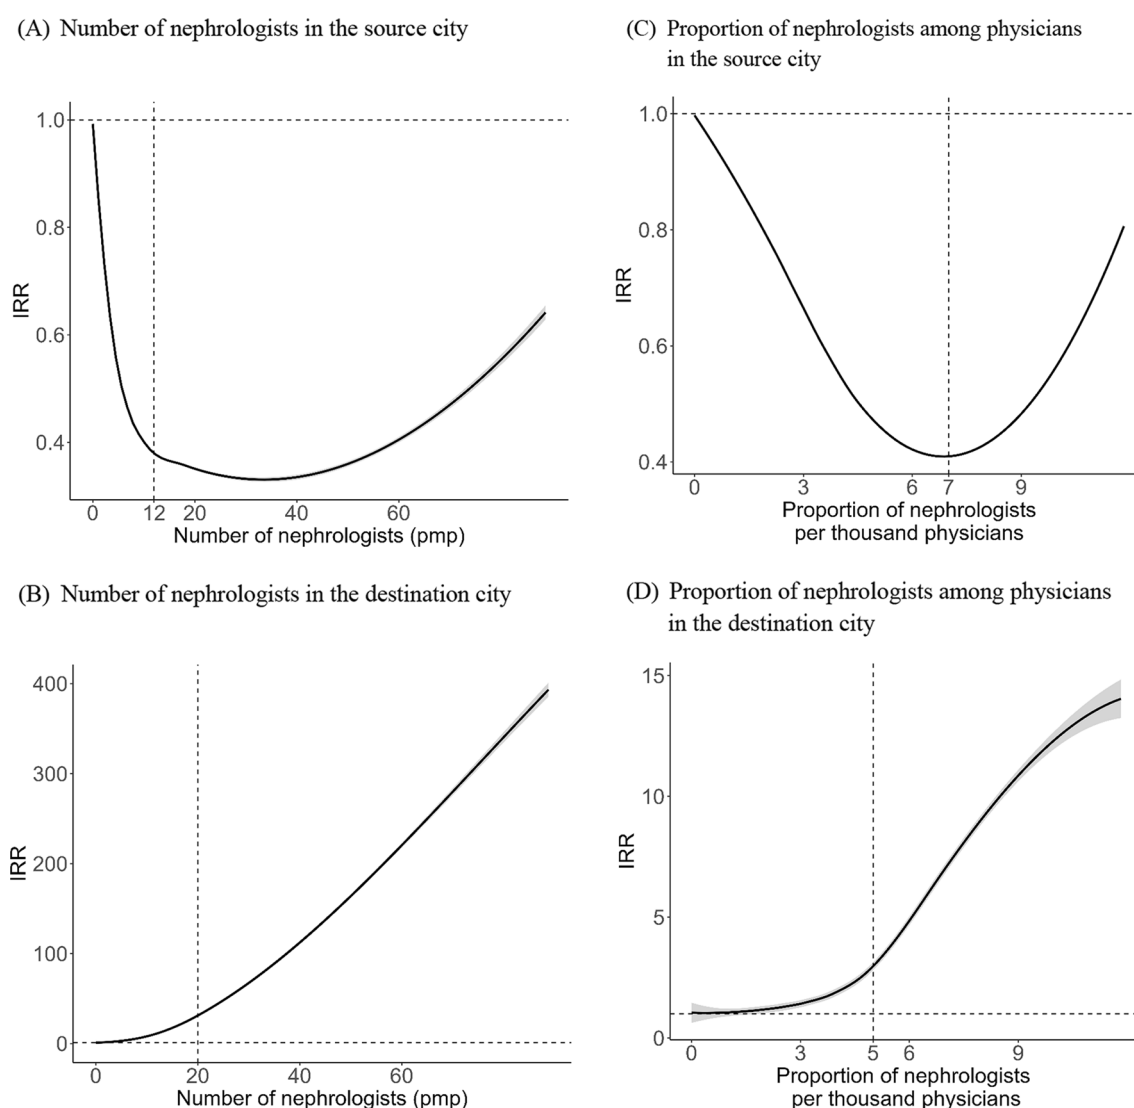 (A) Number of nephrologists in the source city
1.0
0.8
0.6
0.4
IRR
0 12 20 40 60
Number of nephrologists (pmp)
(C) Proportion of nephrologists among physicians
in the source city
1.0
0.8
0.6
0.4
IRR
0 3 6 7 9
Proportion of nephrologists
per thousand physicians
(B) Number of nephrologists in the destination city
400
300
200
100
0
IRR
0 20 40 60
Number of nephrologists (pmp)
(D) Proportion of nephrologists among physicians
in the destination city
15
10
5
0
IRR
0 3 5 6 9
Proportion of nephrologists
per thousand physicians